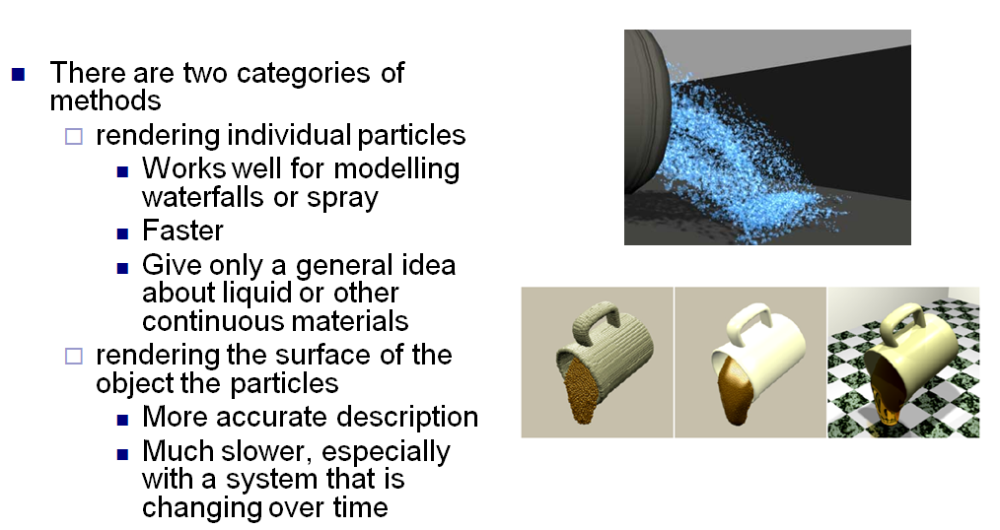 There are two categories of
methods
rendering individual particles
Works well for modelling
waterfalls or spray
Faster
Give only a general idea
about liquid or other
continuous materials
rendering the surface of the
object the particles
More accurate description
Much slower, especially
with a system that is
changing over time